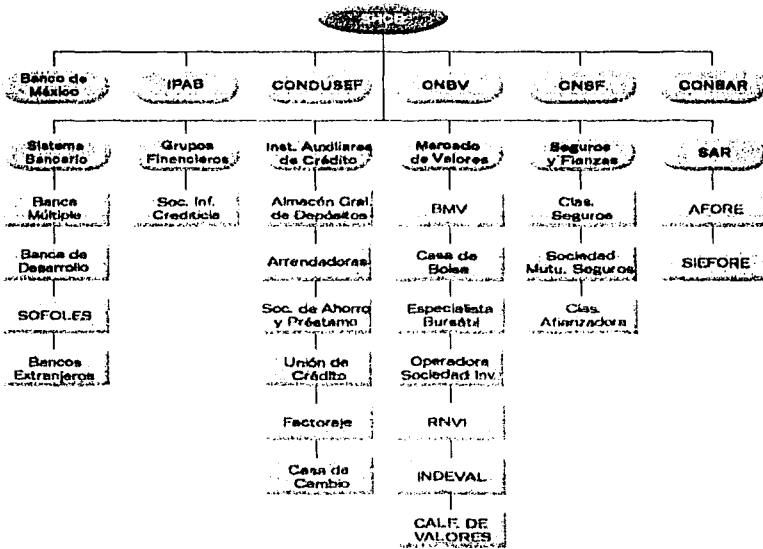 SHCP
Banco de
México
IPAB
CONDUSEF
CNBV
CNSF
CONSAR
Sistema
Bancario
Grupos
Financieros
Inst. Auxiliares
de Crédito
Mercado
de Valores
Seguros
y Fianzas
SAR
Banca
Múltiple
Soc. Inf.
Crediticia
Almacén Gral.
de Depósitos
BMV
Cías.
Seguros
AFORE
Banca de
Desarrollo
Arrendadoras
Casa de
Bolsa
Sociedad
Mutu. Seguros
SIEFORE
SOFOLES
Soc. de Ahorro
y Préstamo
Especialista
Bursátil
Cías.
Afianzadora
Bancos
Extranjeros
Unión de
Crédito
Operadora
Sociedad Inv.
Factoraje
RNVI
Casa de
Cambio
INDEVAL
CALF. DE
VALORES